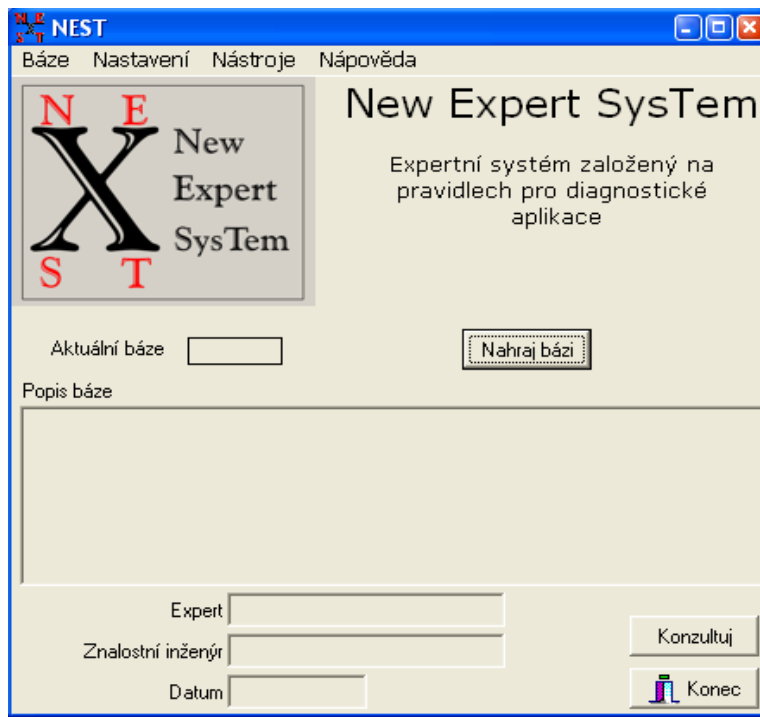 NEST
Báze Nastavení Nástroje Nápověda
N E
New
Expert
SysTem
S T
New Expert SysTem
Expertní systém založený na
pravidlech pro diagnostické
aplikace
Aktuální báze
Nahraj bázi
Popis báze
Expert
Znalostní inženýr
Datum
Konzultuj
Konec